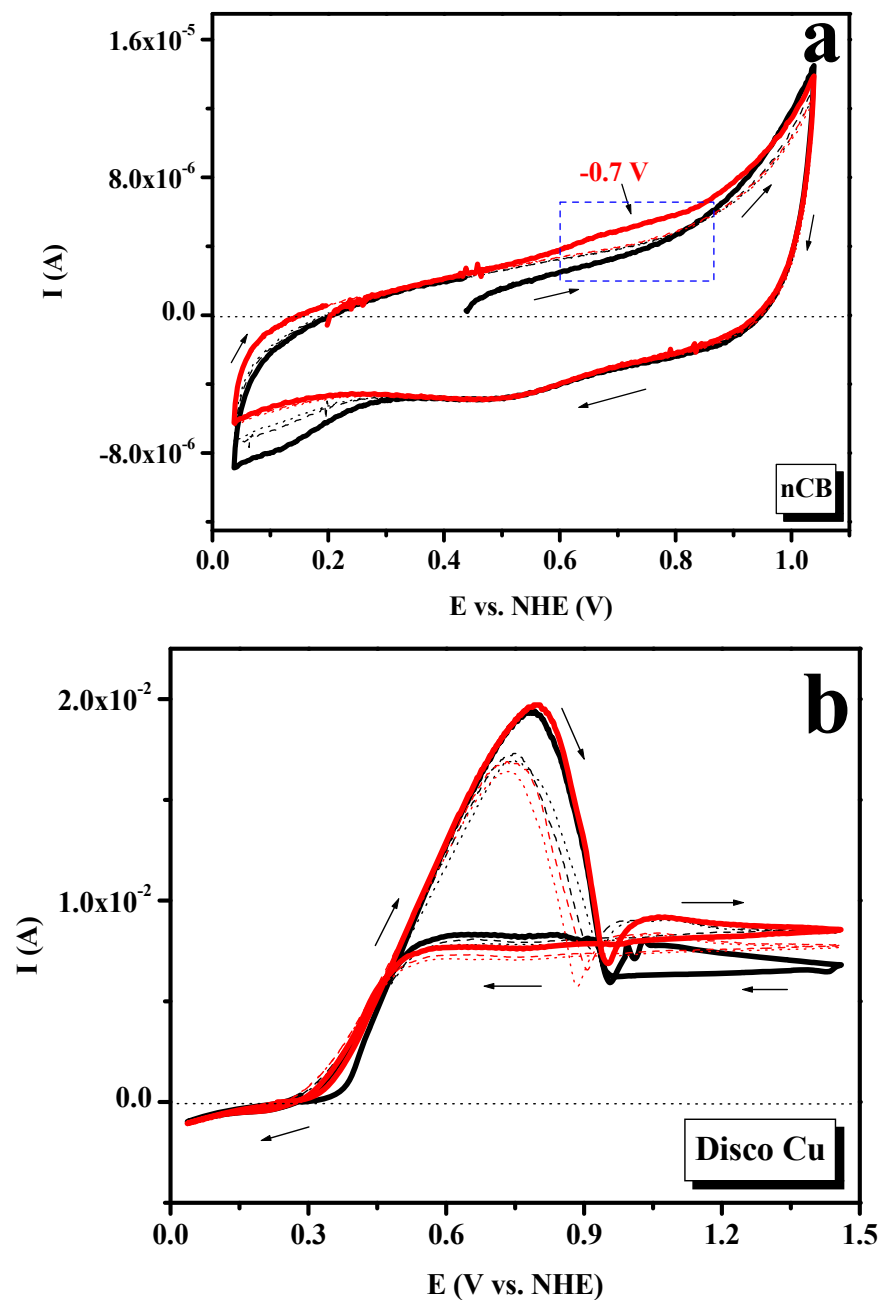 a
1.6x10⁻⁵
8.0x10⁻⁶
0.0
-8.0x10⁻⁶
I (A)
-0.7 V
nCB
0.0 0.2 0.4 0.6 0.8 1.0
E vs. NHE (V)
b
2.0x10⁻²
1.0x10⁻²
0.0
I (A)
Disco Cu
0.0 0.3 0.6 0.9 1.2 1.5
E (V vs. NHE)